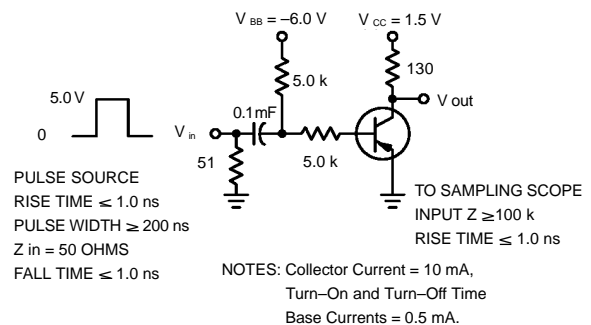 V BB = –6.0 V
V CC = 1.5 V
5.0 k
130
5.0 V
0
0.1mF
V in
V out
51
5.0 k
PULSE SOURCE
RISE TIME ≤ 1.0 ns
PULSE WIDTH ≥ 200 ns
Z in = 50 OHMS
FALL TIME ≤ 1.0 ns
TO SAMPLING SCOPE
INPUT Z ≥ 100 k
RISE TIME ≤ 1.0 ns
NOTES: Collector Current = 10 mA,
Turn–On and Turn–Off Time
Base Currents = 0.5 mA.